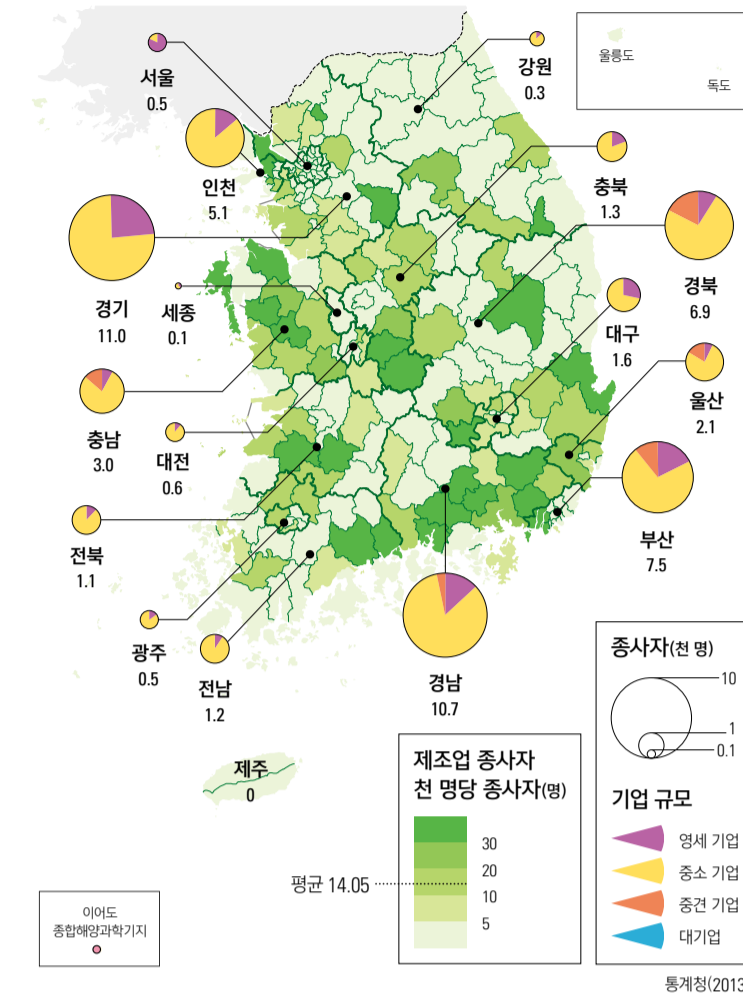 울릉도
독도
서울
0.5
강원
0.3
인천
5.1
충북
1.3
경기
11.0
세종
0.1
경북
6.9
대구
1.6
울산
2.1
충남
3.0
대전
0.6
부산
7.5
전북
1.1
광주
0.5
전남
1.2
경남
10.7
제주
0
이어도
종합해양과학기지
제조업 종사자
천 명당 종사자(명)
30
20
평균 14.05
10
5
종사자(천 명)
10
1
0.1
기업 규모
영세 기업
중소 기업
중견 기업
대기업
통계청(2013